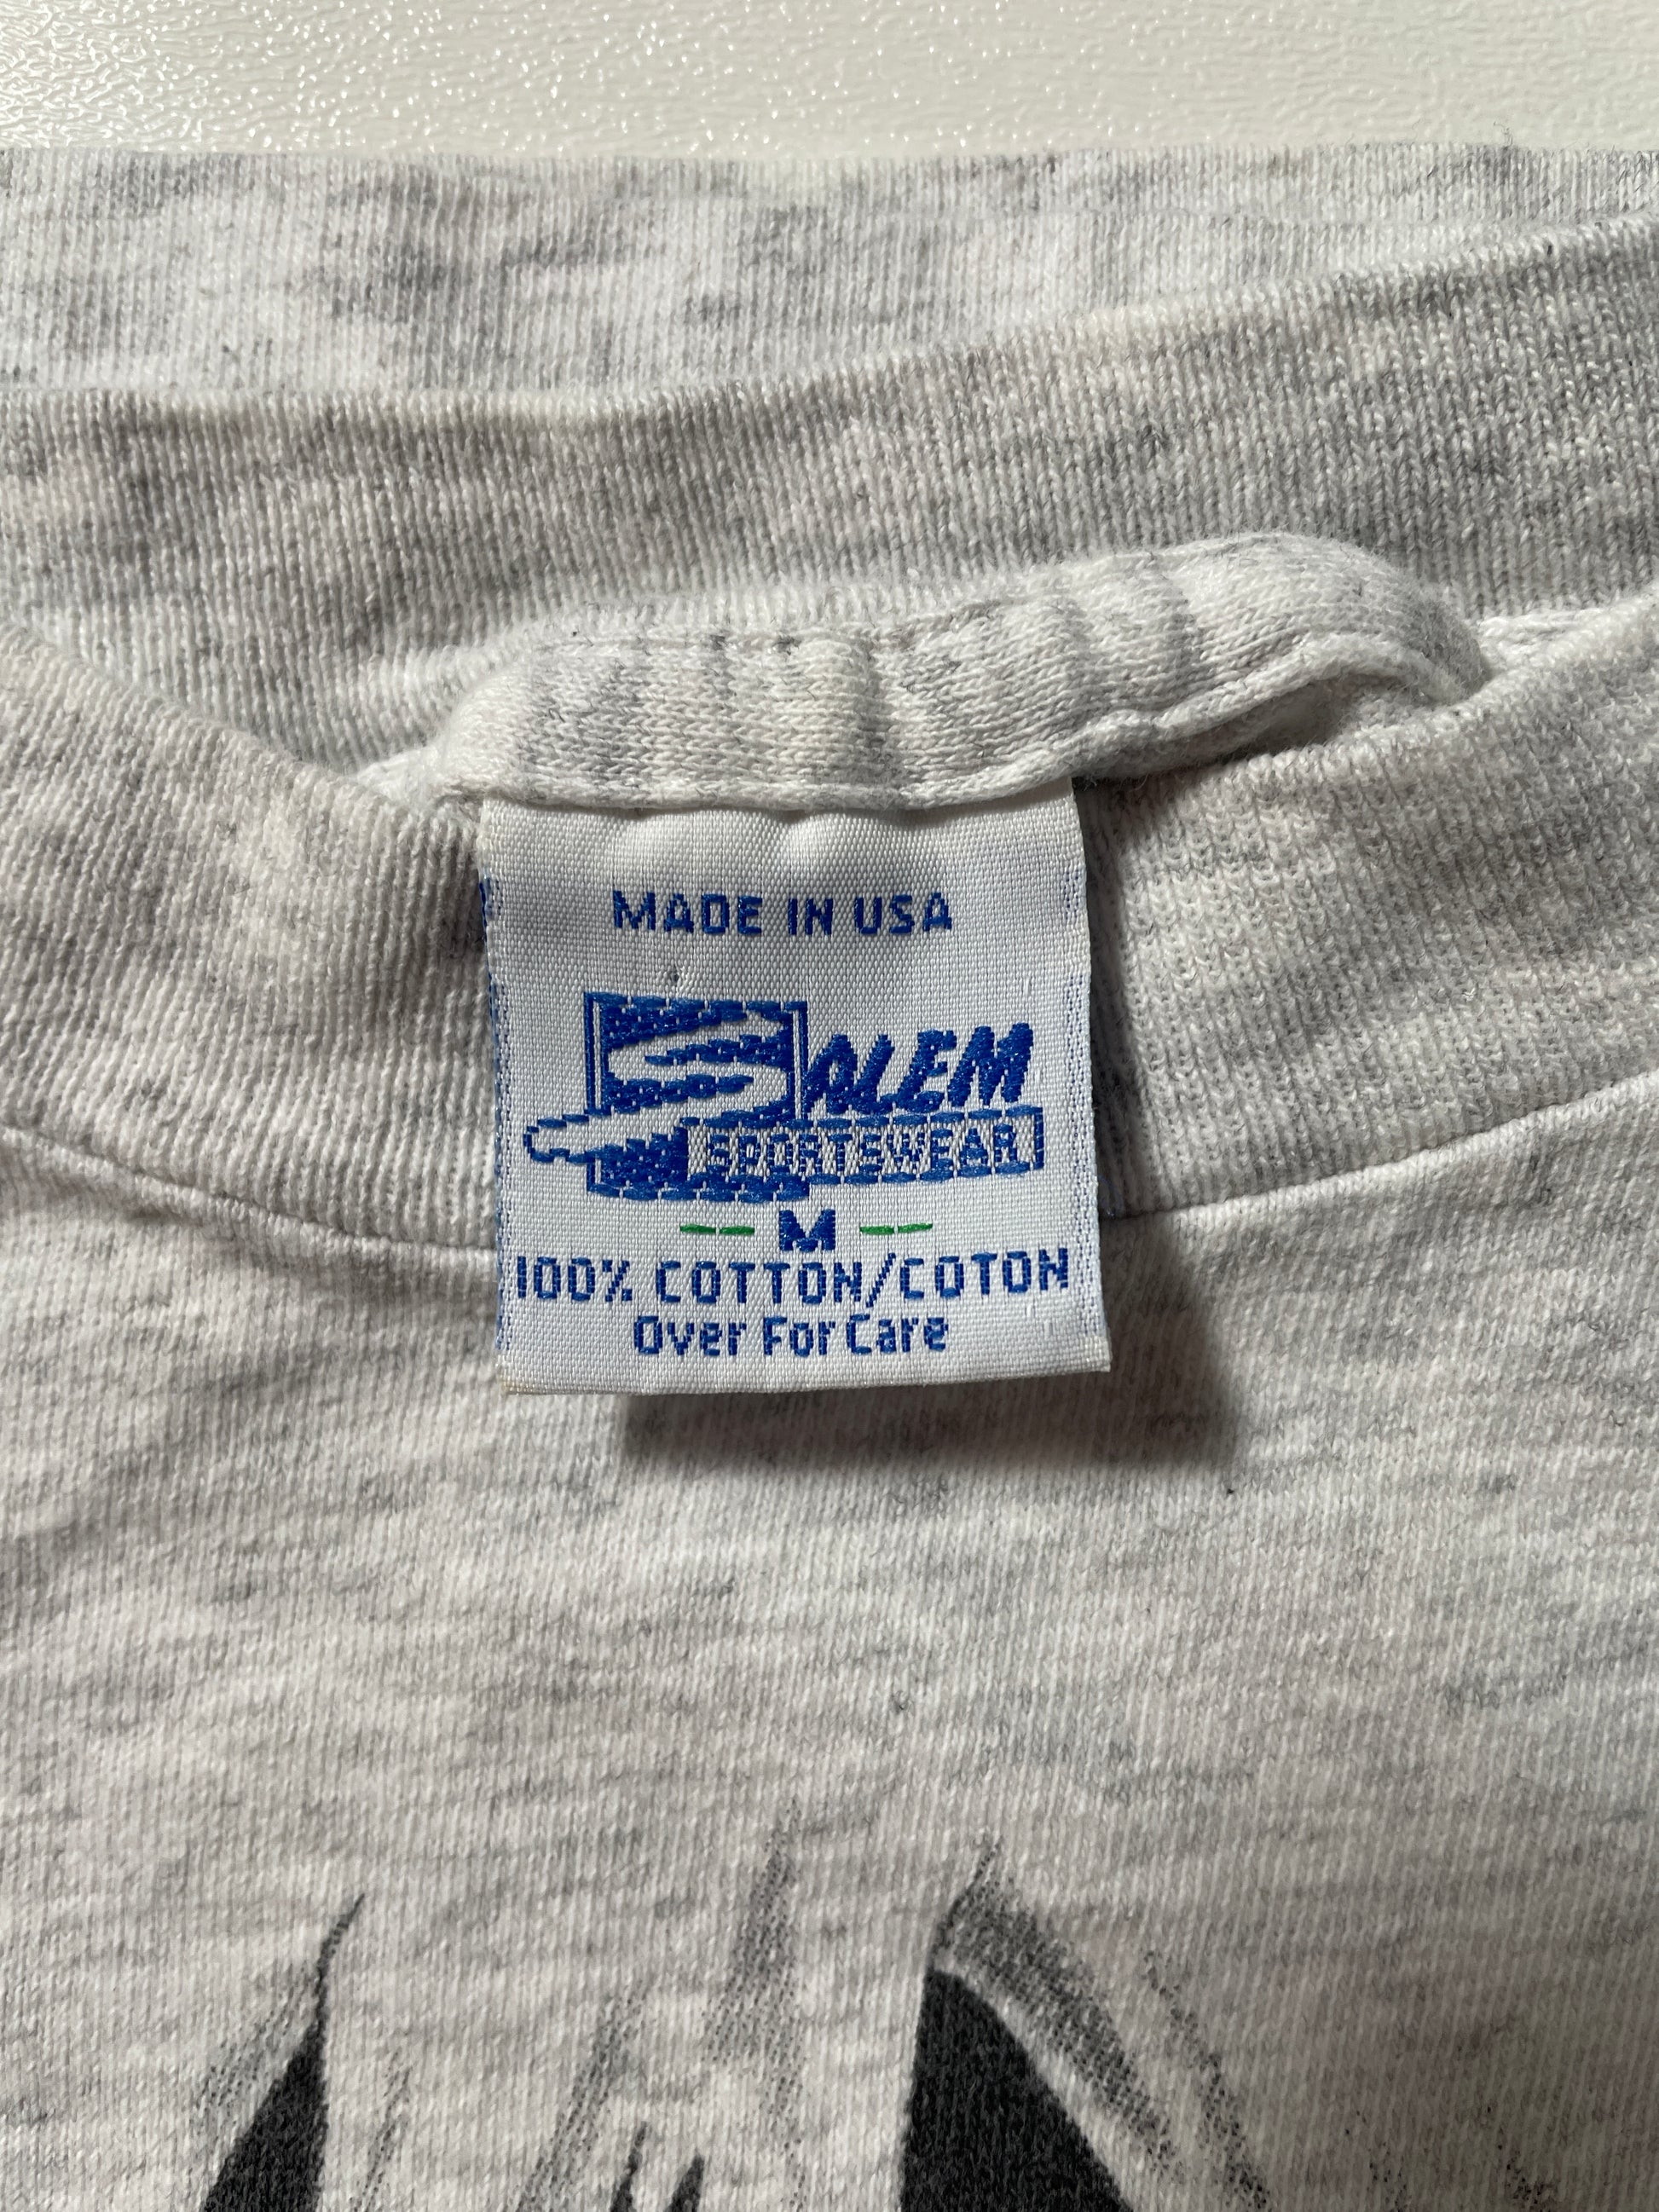 MADE IN USA
SALEM
SPORTSWEAR
M
100% COTTON/COTON
Over For Care